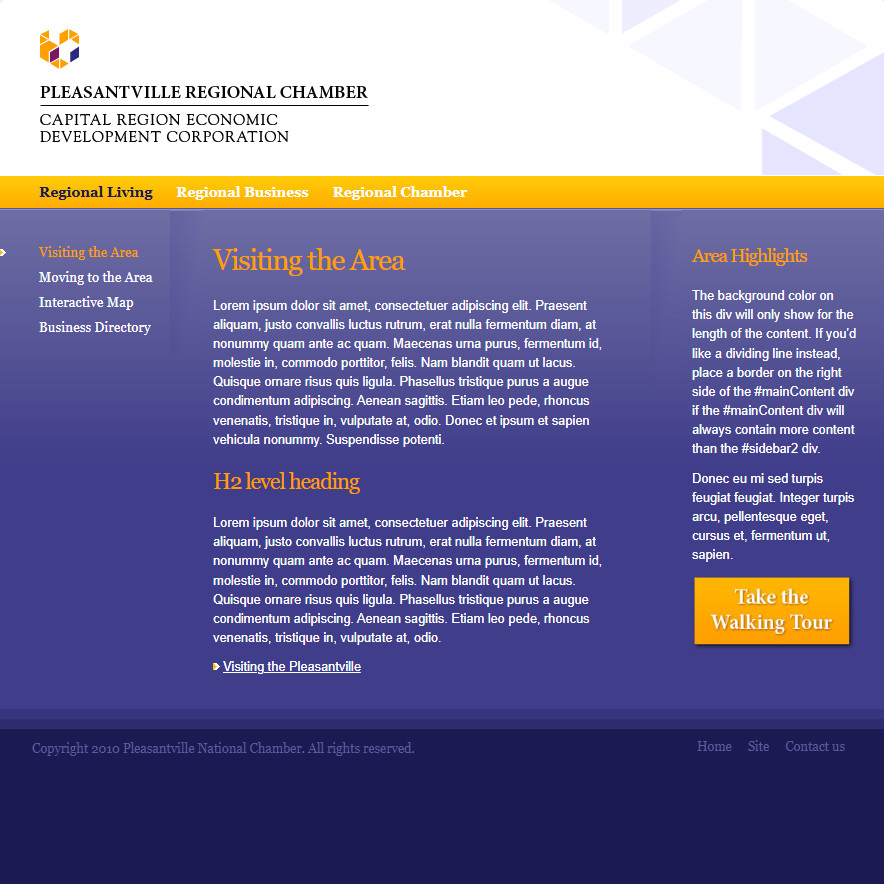 PLEASANTVILLE REGIONAL CHAMBER
CAPITAL REGION ECONOMIC
DEVELOPMENT CORPORATION
Regional Living Regional Business Regional Chamber
Visiting the Area
Moving to the Area
Interactive Map
Business Directory
Visiting the Area
Lorem ipsum dolor sit amet, consectetuer adipiscing elit. Praesent
aliquam, justo convallis luctus rutrum, erat nulla fermentum diam, at
nonummy quam ante ac quam. Maecenas urna purus, fermentum id,
molestie in, commodo porttitor, felis. Nam blandit quam ut lacus.
Quisque ornare risus quis ligula. Phasellus tristique purus a augue
condimentum adipiscing. Aenean sagittis. Etiam leo pede, rhoncus
venenatis, tristique in, vulputate at, odio. Donec et ipsum et sapien
vehicula nonummy. Suspendisse potenti.
H2 level heading
Lorem ipsum dolor sit amet, consectetuer adipiscing elit. Praesent
aliquam, justo convallis luctus rutrum, erat nulla fermentum diam, at
nonummy quam ante ac quam. Maecenas urna purus, fermentum id,
molestie in, commodo porttitor, felis. Nam blandit quam ut lacus.
Quisque ornare risus quis ligula. Phasellus tristique purus a augue
condimentum adipiscing. Aenean sagittis. Etiam leo pede, rhoncus
venenatis, tristique in, vulputate at, odio.
Visiting the Pleasantville
Area Highlights
The background color on
this div will only show for the
length of the content. If you'd
like a dividing line instead,
place a border on the right
side of the #mainContent div
if the #mainContent div will
always contain more content
than the #sidebar2 div.
Donec eu mi sed turpis
feugiat feugiat. Integer turpis
arcu, pellentesque eget,
cursus et, fermentum ut,
sapien.
Take the
Walking Tour
Copyright 2010 Pleasantville National Chamber. All rights reserved.
Home Site Contact us